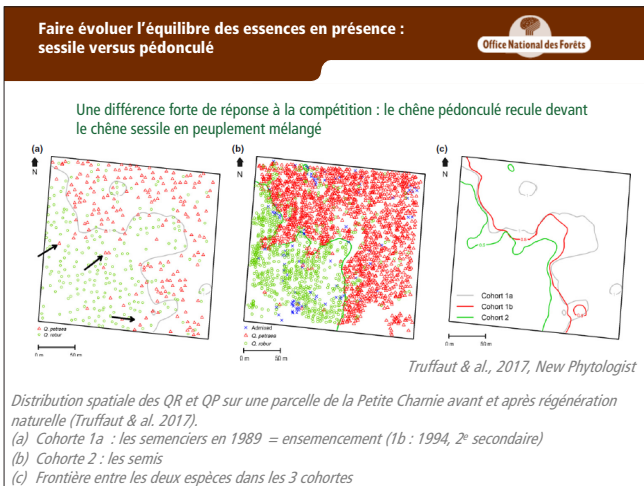 Faire évoluer l'équilibre des essences en présence :
sessile versus pédonculé
Office National des Forêts
Une différence forte de réponse à la compétition : le chêne pédonculé recule devant
le chêne sessile en peuplement mélangé
(a)
N
Q. petraea
Q. robur
0 m 50 m
(b)
N
Admixed
Q. petraea
Q. robur
0 m 50 m
(c)
N
Cohort 1a
Cohort 1b
Cohort 2
0 m 50 m
Truffaut & al., 2017, New Phytologist
Distribution spatiale des QR et QP sur une parcelle de la Petite Charnie avant et après régénération
naturelle (Truffaut & al. 2017).
(a) Cohorte 1a : les semenciers en 1989 = ensemencement (1b : 1994, 2e secondaire)
(b) Cohorte 2 : les semis
(c) Frontière entre les deux espèces dans les 3 cohortes